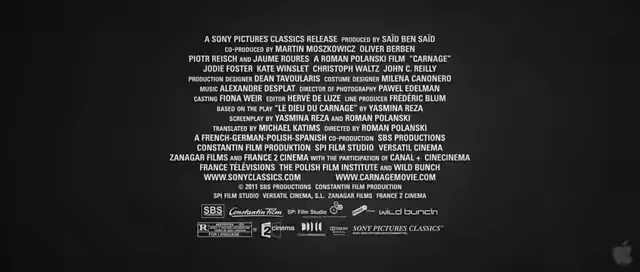 A SONY PICTURES CLASSICS RELEASE PRODUCED BY SAÏD BEN SAÏD
CO-PRODUCED BY MARTIN MOSZKOWICZ OLIVER BERBEN
PIOTR REISCH AND JAUME ROURES A ROMAN POLANSKI FILM "CARNAGE"
JODIE FOSTER KATE WINSLET CHRISTOPH WALTZ JOHN C. REILLY
PRODUCTION DESIGNER DEAN TAVOULARIS COSTUME DESIGNER MILENA CANONERO
MUSIC ALEXANDRE DESPLAT DIRECTOR OF PHOTOGRAPHY PAWEL EDELMAN
CASTING FIONA WEIR EDITOR HERVÉ DE LUZE LINE PRODUCER FRÉDÉRIC BLUM
BASED ON THE PLAY "LE DIEU DU CARNAGE" BY YASMINA REZA
SCREENPLAY BY YASMINA REZA AND ROMAN POLANSKI
TRANSLATED BY MICHAEL KATIMS DIRECTED BY ROMAN POLANSKI
A FRENCH-GERMAN-POLISH-SPANISH CO-PRODUCTION SBS PRODUCTIONS
CONSTANTIN FILM PRODUKTION SPI FILM STUDIO VERSATIL CINEMA
ZANAGAR FILMS AND FRANCE 2 CINEMA WITH THE PARTICIPATION OF CANAL + CINECINEMA
FRANCE TÉLÉVISIONS THE POLISH FILM INSTITUTE AND WILD BUNCH
WWW.SONYCLASSICS.COM WWW.CARNAGEMOVIE.COM
© 2011 SBS PRODUCTIONS CONSTANTIN FILM PRODUKTION
SPI FILM STUDIO VERSATIL CINEMA, S.L. ZANAGAR FILMS FRANCE 2 CINEMA
SBS Constantin Film SPI Film Studio wild bunch
R RESTRICTED FOR LANGUAGE 2 cinéma DOLBY SONY PICTURES CLASSICS